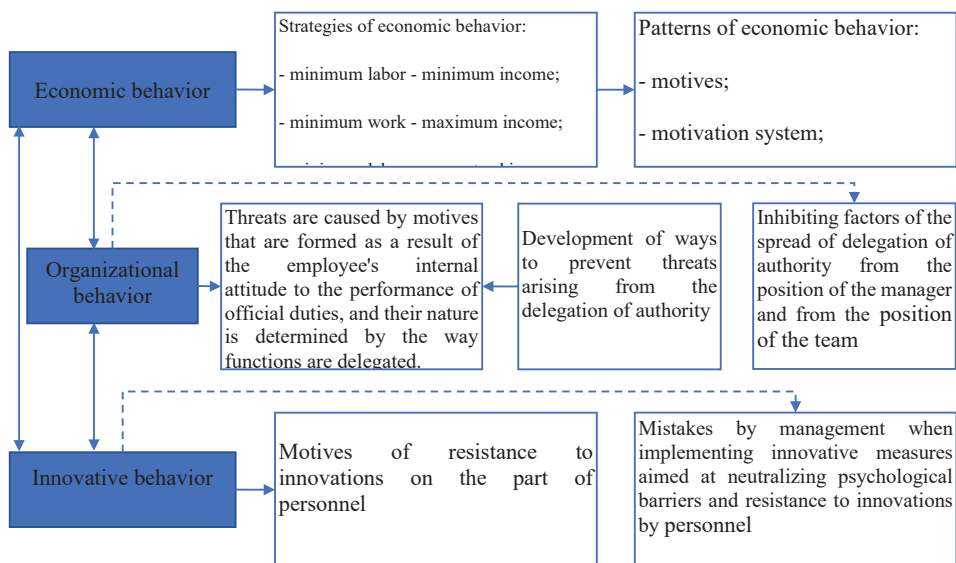 Economic behavior
Strategies of economic behavior:
- minimum labor - minimum income;
- minimum work - maximum income;
Patterns of economic behavior:
- motives;
- motivation system;
Organizational
behavior
Threats are caused by motives
that are formed as a result of
the employee's internal
attitude to the performance of
official duties, and their nature
is determined by the way
functions are delegated.
Development of ways
to prevent threats
arising from the
delegation of authority
Inhibiting factors of the
spread of delegation of
authority from the
position of the manager
and from the position
of the team
Innovative behavior
Motives of resistance to
innovations on the part of
personnel
Mistakes by management when
implementing innovative measures
aimed at neutralizing psychological
barriers and resistance to innovations
by personnel